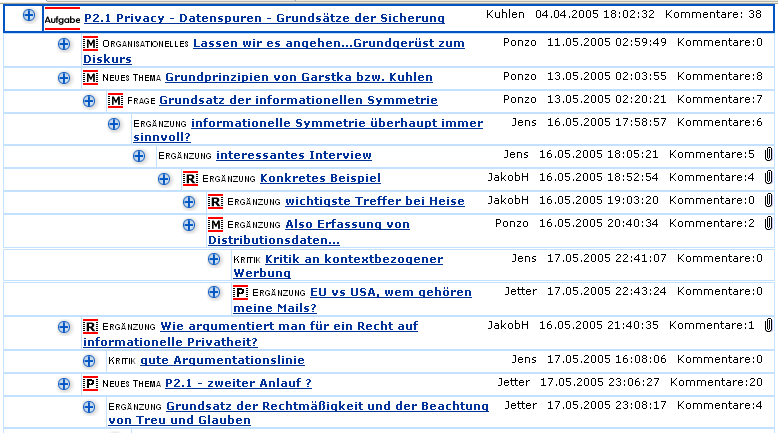 Aufgabe P2.1 Privacy - Datenspuren - Grundsätze der Sicherung Kuhlen 04.04.2005 18:02:32 Kommentare: 38
M Organisationelles Lassen wir es angehen...Grundgerüst zum Ponzo 11.05.2005 02:59:49 Kommentare:0
Diskurs
M Neues Thema Grundprinzipien von Garstka bzw. Kuhlen Ponzo 13.05.2005 02:03:55 Kommentare:8
M Frage Grundsatz der informationellen Symmetrie Ponzo 13.05.2005 02:20:21 Kommentare:7
Ergänzung informationelle Symmetrie überhaupt immer Jens 16.05.2005 17:58:57 Kommentare:6
sinnvoll?
Ergänzung interessantes Interview Jens 16.05.2005 18:05:21 Kommentare:5
R Ergänzung Konkretes Beispiel JakobH 16.05.2005 18:52:54 Kommentare:4
R Ergänzung wichtigste Treffer bei Heise JakobH 16.05.2005 19:03:20 Kommentare:0
M Ergänzung Also Erfassung von Ponzo 16.05.2005 20:40:34 Kommentare:2
Distributionsdaten...
Kritik Kritik an kontextbezogener Jens 17.05.2005 22:41:07 Kommentare:0
Werbung
P Ergänzung EU vs USA, wem gehören Jetter 17.05.2005 22:43:24 Kommentare:0
meine Mails?
R Ergänzung Wie argumentiert man für ein Recht auf JakobH 16.05.2005 21:40:35 Kommentare:1
informationelle Privatheit?
Kritik gute Argumentationslinie Jens 17.05.2005 16:08:06 Kommentare:0
P Neues Thema P2.1 - zweiter Anlauf ? Jetter 17.05.2005 23:06:27 Kommentare:20
Ergänzung Grundsatz der Rechtmäßigkeit und der Beachtung Jetter 17.05.2005 23:08:17 Kommentare:4
von Treu und Glauben